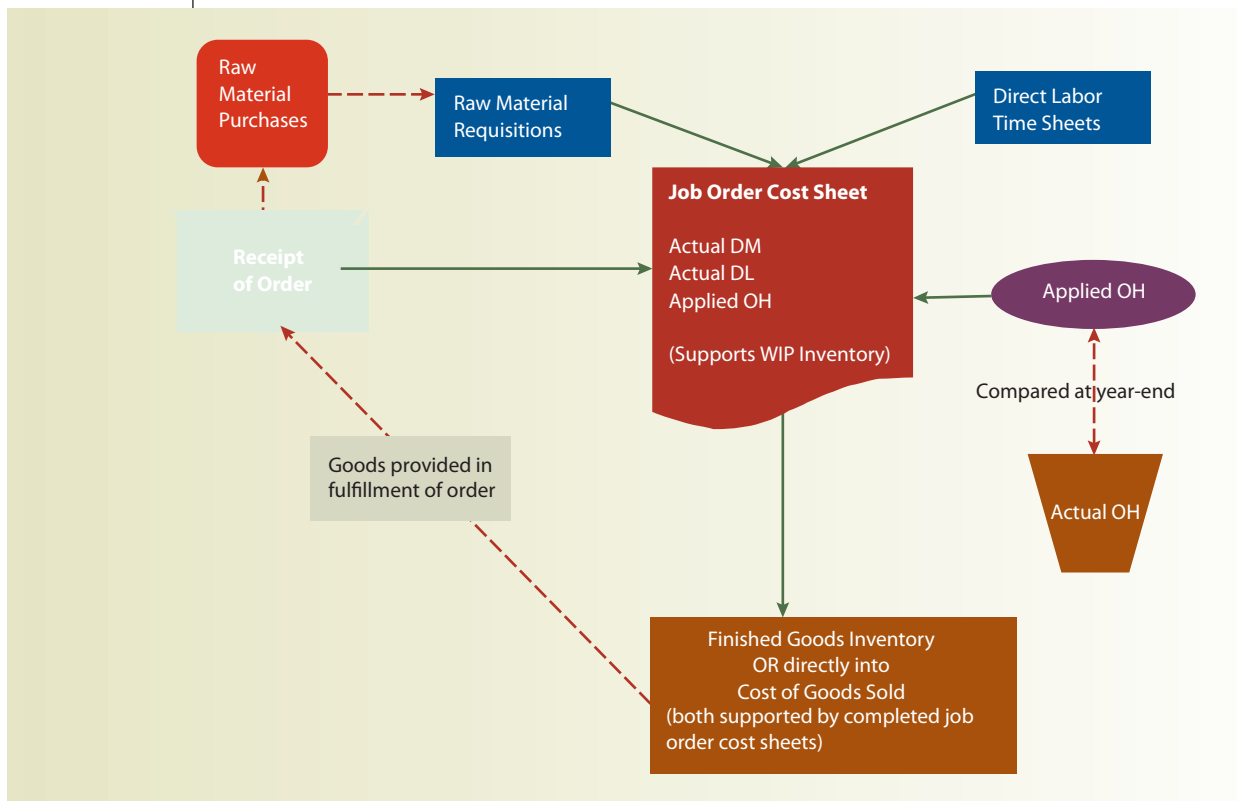 Raw
Material
Purchases
Raw Material
Requisitions
Direct Labor
Time Sheets
Job Order Cost Sheet
Actual DM
Actual DL
Applied OH
(Supports WIP Inventory)
Receipt
of Order
Applied OH
Compared at year-end
Actual OH
Goods provided in
fulfillment of order
Finished Goods Inventory
OR directly into
Cost of Goods Sold
(both supported by completed job
order cost sheets)